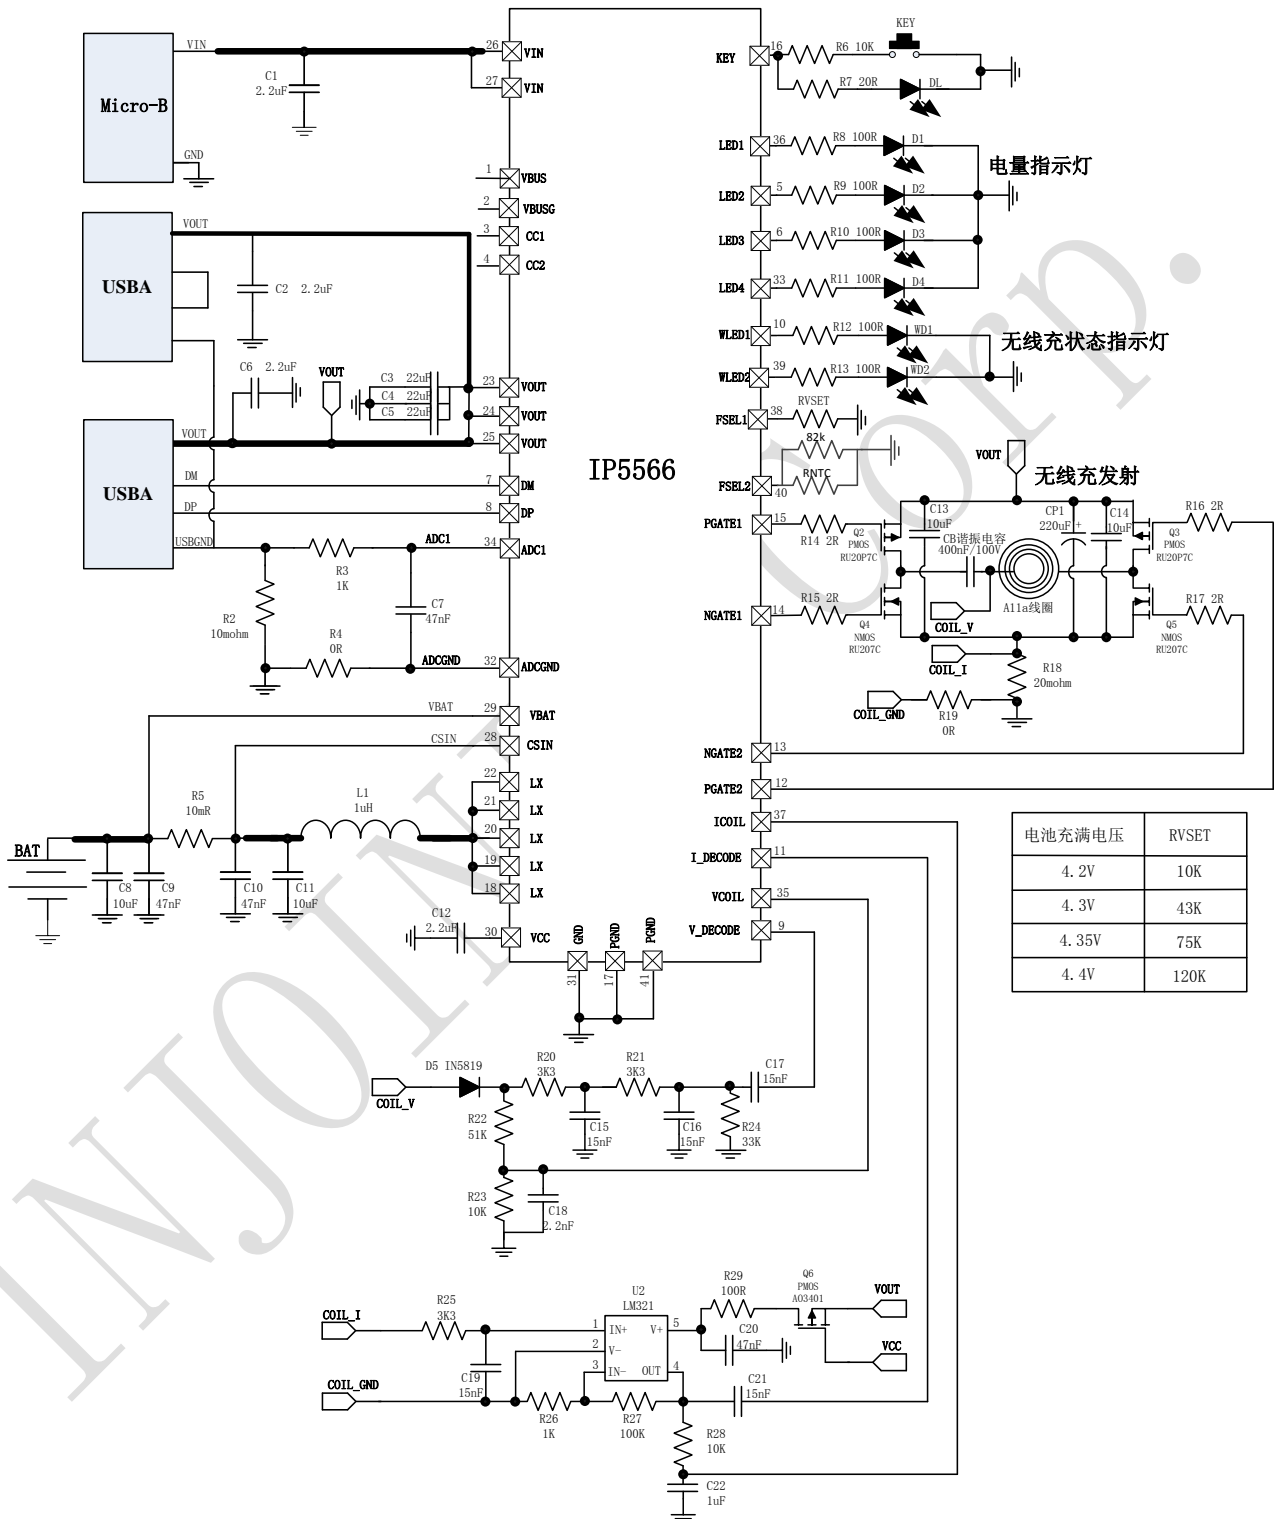 Micro-B
VIN
C1
2.2uF
GND
26
VIN
27
VIN
1
VBUS
2
VBUSG
3
CC1
4
CC2
USBA
VOUT
C2 2.2uF
C6 2.2uF
VOUT
C3 22uF
C4 22uF
C5 22uF
23
VOUT
24
VOUT
25
VOUT
USBA
VOUT
DM
7
DM
DP
8
DP
USBGND
ADC1
34
ADC1
R3
1K
R2
10mohm
R4
0R
C7
47nF
ADCGND
32
ADCGND
VBAT
29
VBAT
CSIN
28
CSIN
22
LX
21
LX
20
LX
19
LX
18
LX
R5
10mR
L1
1uH
BAT
C8
10uF
C9
47nF
C10
47nF
C11
10uF
C12
2.2uF
30
VCC
GND
PGND
PGND
31
17
41
IP5566
KEY
16
R6 10K
KEY
R7 20R
DL
LED1
36
R8 100R
D1
电量指示灯
LED2
5
R9 100R
D2
LED3
6
R10 100R
D3
LED4
33
R11 100R
D4
WLED1
10
R12 100R
WD1
无线充状态指示灯
WLED2
39
R13 100R
WD2
FSEL1
38
RVSET
82k
RNTC
FSEL2
40
VOUT
无线充发射
PGATE1
15
R14 2R
Q2
PMOS
RU20P7C
C13
10uF
CB谐振电容
400nF/100V
CP1
220uF
+
C14
10uF
Q3
PMOS
RU20P7C
R16 2R
A11a线圈
NGATE1
14
R15 2R
Q4
NMOS
RU207C
COIL_V
Q5
NMOS
RU207C
R17 2R
COIL_I
R18
20mohm
COIL_GND
R19
0R
NGATE2
13
PGATE2
12
ICOIL
37
I_DECODE
11
VCOIL
35
V_DECODE
9
电池充满电压 RVSET
4.2V 10K
4.3V 43K
4.35V 75K
4.4V 120K
COIL_V
D5 IN5819
R20
3K3
R21
3K3
C17
15nF
R22
51K
C15
15nF
C16
15nF
R24
33K
R23
10K
C18
2.2nF
COIL_I
R25
3K3
U2
LM321
1
IN+
V+
5
2
V-
3
IN-
OUT
4
R29
100R
Q6
PMOS
AO3401
VOUT
C20
47nF
VCC
C19
15nF
COIL_GND
R26
1K
R27
100K
C21
15nF
R28
10K
C22
1uF
INJOINIC Corp.